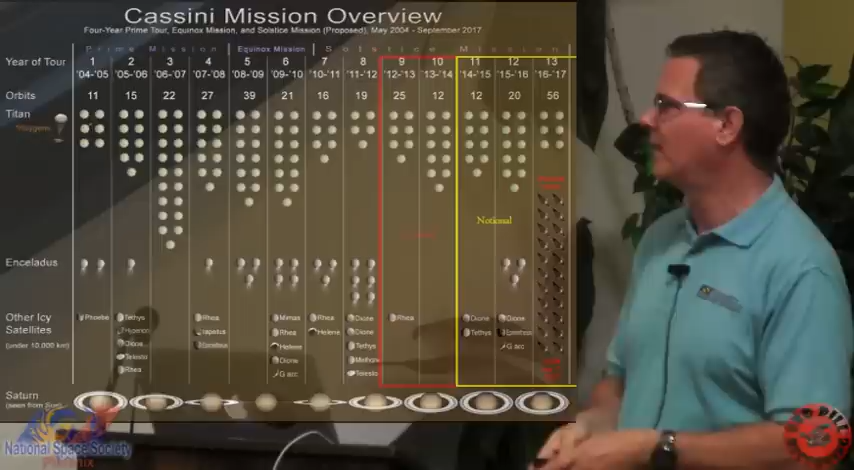 Cassini Mission Overview
Four-Year Prime Tour, Equinox Mission, and Solstice Mission (Proposed), May 2004 - September 2017
Prime Mission Equinox Mission Solstice Mission
Year of Tour 1 2 3 4 5 6 7 8 9 10 11 12 13
'04-'05 '05-'06 '06-'07 '07-'08 '08-'09 '09-'10 '10-'11 '11-'12 '12-'13 '13-'14 '14-'15 '15-'16 '16-'17
Orbits 11 15 22 27 39 21 16 19 25 12 12 20 56
Titan
Notional
Enceladus
Other Icy Phoebe Tethys Rhea Mimas Rhea Dione Rhea Dione Dione
Satellites Hyperion Iapetus Rhea Helene Dione Tethys Epimetheus
(under 10,000 km) Dione Epimetheus Helene Tethys G arc
Telesto Dione Methone
Rhea G arc Telesto
Saturn
(seen from Sun)
National Space Society
Phoenix